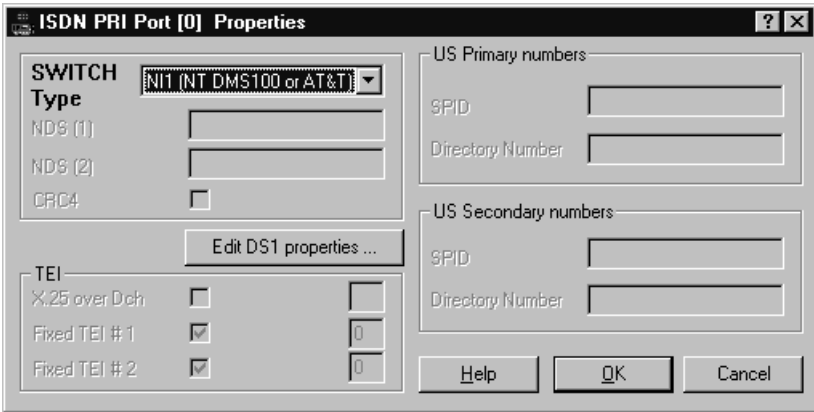 ISDN PRI Port [0] Properties
SWITCH Type
NI1 (NT DMS100 or AT&T)
NDS (1)
NDS (2)
CRC4
Edit DS1 properties ...
TEI
X.25 over Dch
Fixed TEI # 1
0
Fixed TEI # 2
0
US Primary numbers
SPID
Directory Number
US Secondary numbers
SPID
Directory Number
Help
OK
Cancel